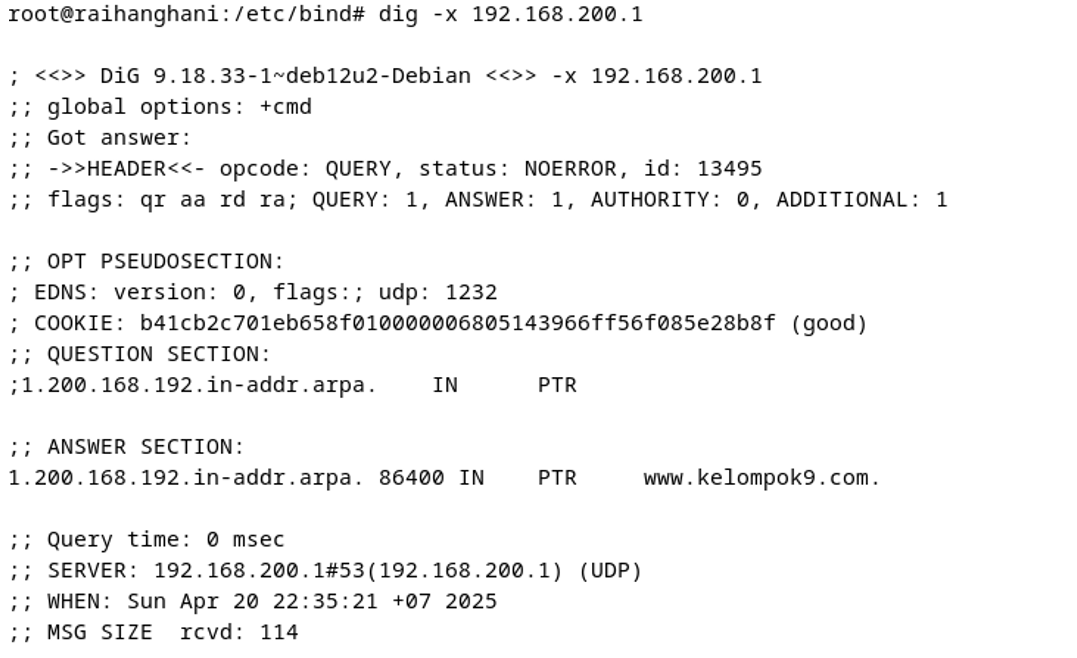 root@raihanghani:/etc/bind# dig -x 192.168.200.1
; <<>> DiG 9.18.33-1~deb12u2-Debian <<>> -x 192.168.200.1
;; global options: +cmd
;; Got answer:
;; ->>HEADER<<- opcode: QUERY, status: NOERROR, id: 13495
;; flags: qr aa rd ra; QUERY: 1, ANSWER: 1, AUTHORITY: 0, ADDITIONAL: 1
;; OPT PSEUDOSECTION:
; EDNS: version: 0, flags:; udp: 1232
; COOKIE: b41cb2c701eb658f010000006805143966ff56f085e28b8f (good)
;; QUESTION SECTION:
;1.200.168.192.in-addr.arpa. IN PTR
;; ANSWER SECTION:
1.200.168.192.in-addr.arpa. 86400 IN PTR www.kelompok9.com.
;; Query time: 0 msec
;; SERVER: 192.168.200.1#53(192.168.200.1) (UDP)
;; WHEN: Sun Apr 20 22:35:21 +07 2025
;; MSG SIZE rcvd: 114